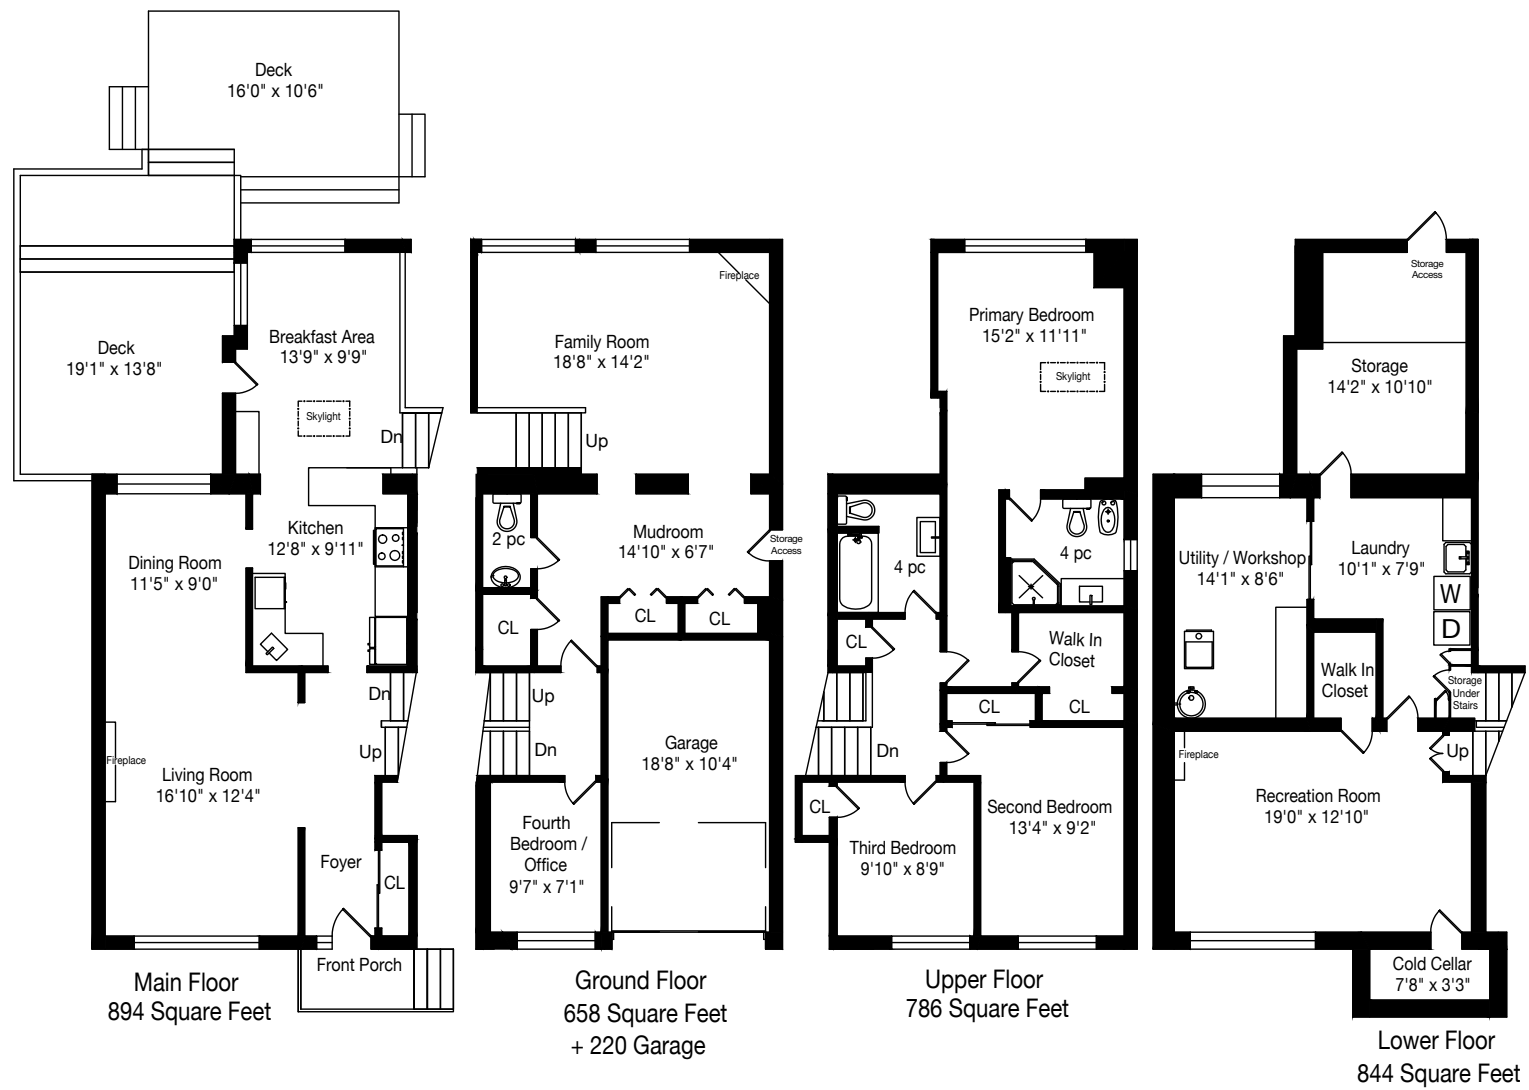 Deck
16'0" x 10'6"
Deck
19'1" x 13'8"
Breakfast Area
13'9" x 9'9"
Skylight
Dn
Kitchen
12'8" x 9'11"
Dining Room
11'5" x 9'0"
Dn
Up
Fireplace
Living Room
16'10" x 12'4"
Foyer
CL
Front Porch
Main Floor
894 Square Feet
Fireplace
Family Room
18'8" x 14'2"
Up
2 pc
Mudroom
14'10" x 6'7"
Storage
Access
CL
CL
CL
Up
Dn
Garage
18'8" x 10'4"
Fourth
Bedroom /
Office
9'7" x 7'1"
Ground Floor
658 Square Feet
+ 220 Garage
Primary Bedroom
15'2" x 11'11"
Skylight
4 pc
4 pc
CL
Walk In
Closet
CL
CL
Dn
CL
Second Bedroom
13'4" x 9'2"
Third Bedroom
9'10" x 8'9"
Upper Floor
786 Square Feet
Storage
Access
Storage
14'2" x 10'10"
Utility / Workshop
14'1" x 8'6"
Laundry
10'1" x 7'9"
W
D
Walk In
Closet
Storage
Under
Stairs
Fireplace
Up
Recreation Room
19'0" x 12'10"
Cold Cellar
7'8" x 3'3"
Lower Floor
844 Square Feet